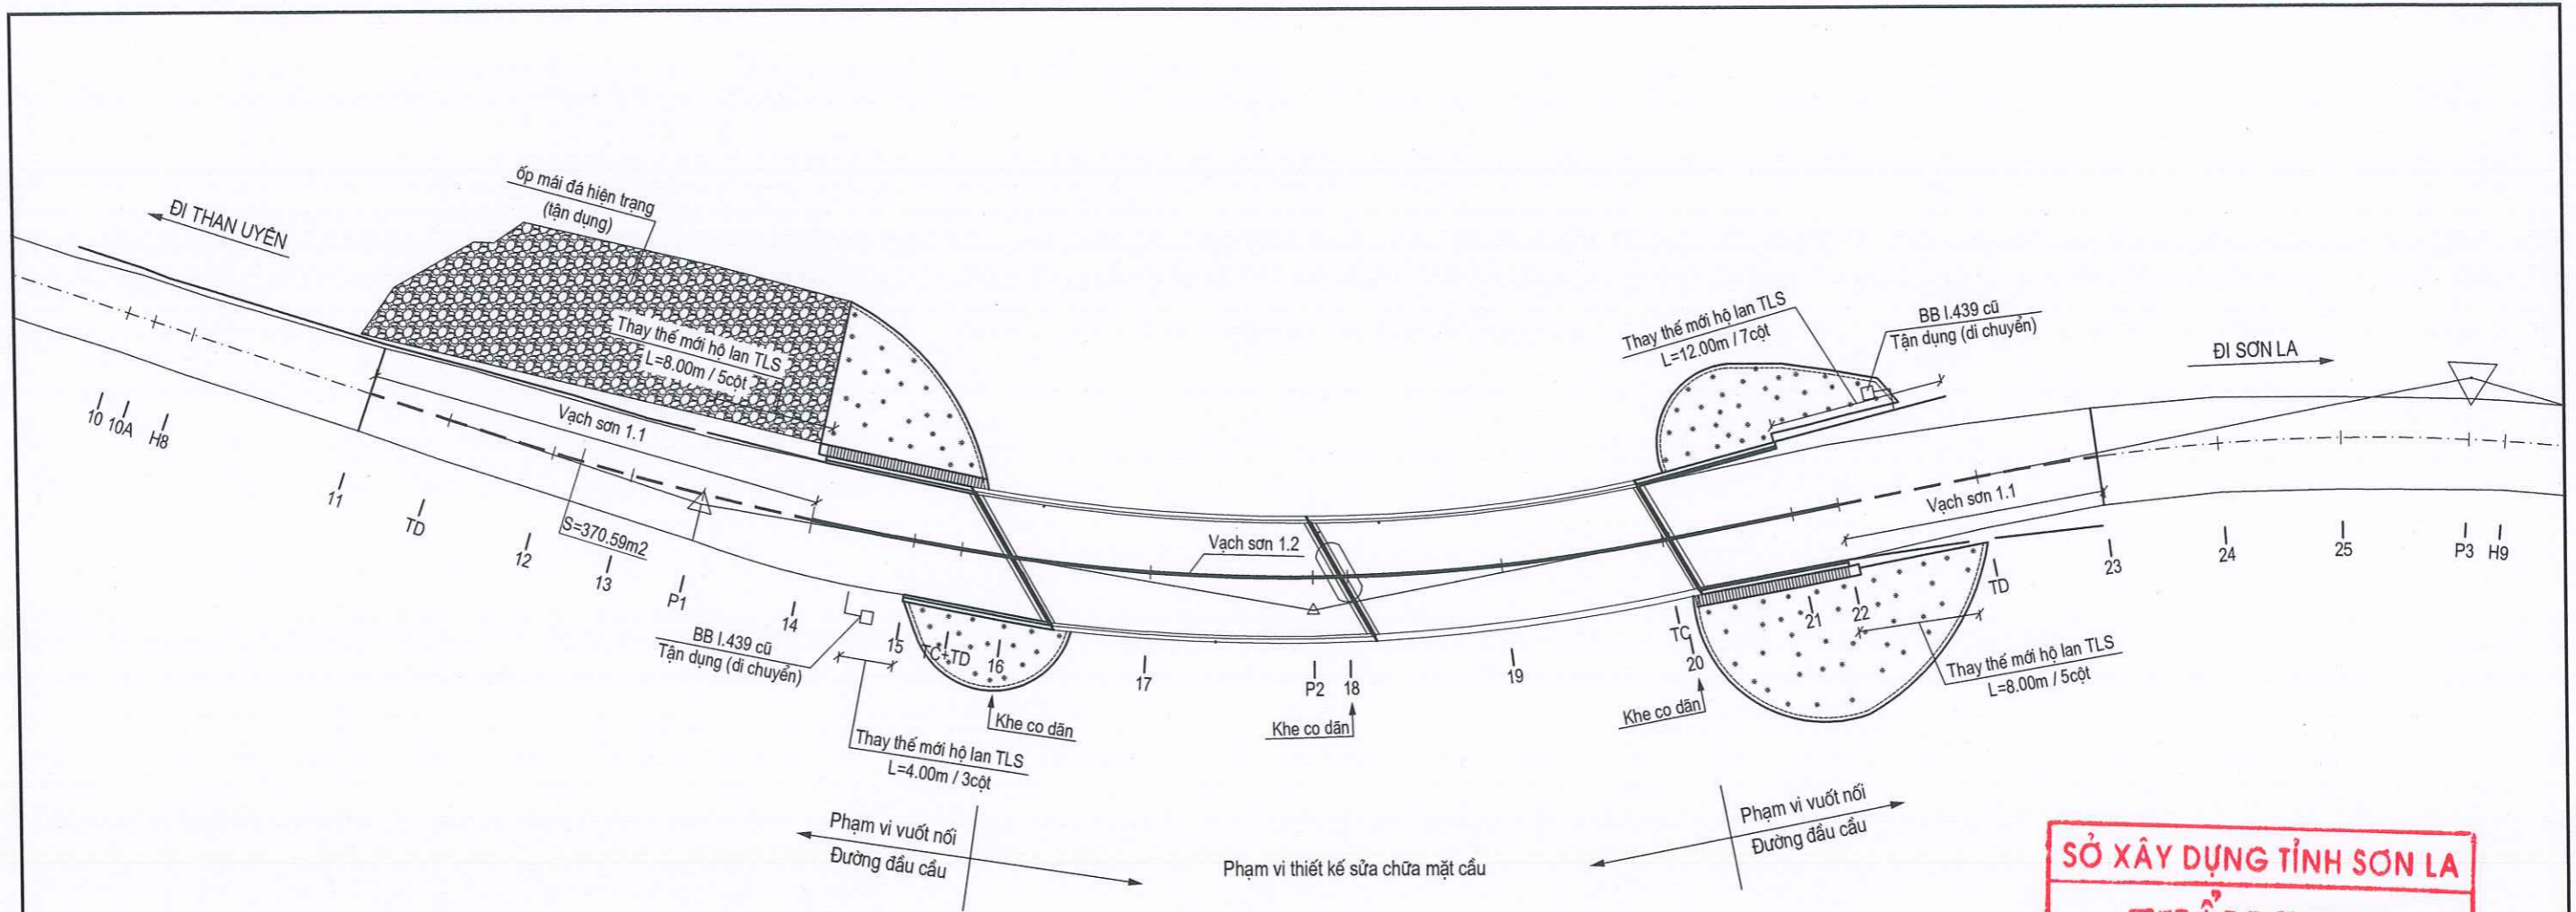 ốp mái đá hiện trạng
(tận dụng)
ĐI THAN UYÊN
Thay thế mới hộ lan TLS
L=8.00m / 5cột
Thay thế mới hộ lan TLS
L=12.00m / 7cột
BB I.439 cũ
Tận dụng (di chuyển)
ĐI SƠN LA
Vạch sơn 1.1
Vạch sơn 1.2
Vạch sơn 1.1
S=370.59m2
10
10A
H8
11
TD
12
13
P1
14
15
TC+TD
16
17
P2
18
19
TC
20
21
22
TD
23
24
25
P3
H9
BB I.439 cũ
Tận dụng (di chuyển)
Thay thế mới hộ lan TLS
L=4.00m / 3cột
Khe co dãn
Khe co dãn
Khe co dãn
Thay thế mới hộ lan TLS
L=8.00m / 5cột
Phạm vi vuốt nối
Đường đầu cầu
Phạm vi thiết kế sửa chữa mặt cầu
Phạm vi vuốt nối
Đường đầu cầu
SỞ XÂY DỰNG TỈNH SƠN LA